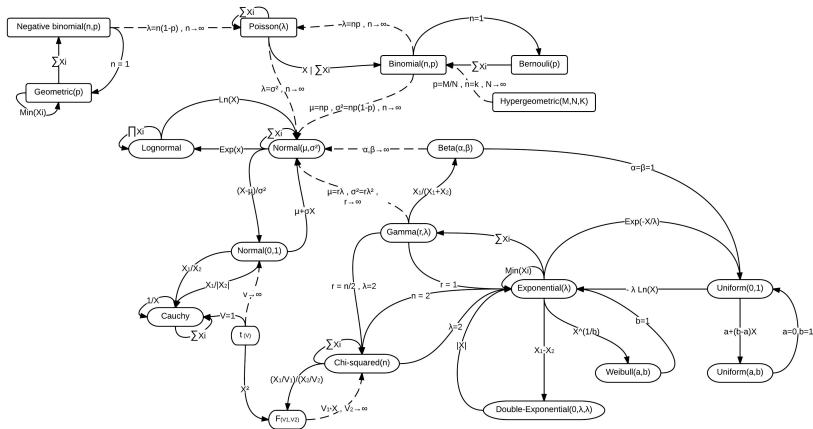 ∑Xi
Negative binomial(n,p)
λ=n(1-p) , n→∞
Poisson(λ)
λ=np , n→∞
n=1
∑Xi
n = 1
X | ∑Xi
Binomial(n,p)
∑Xi
Bernouli(p)
Geometric(p)
Min(Xi)
λ=σ² , n→∞
p=M/N , n=k , N→∞
Hypergeometric(M,N,K)
Ln(X)
μ=np , σ²=np(1-p) , n→∞
∏Xi
∑Xi
Lognormal
Exp(x)
Normal(μ,σ²)
α,β→∞
Beta(α,β)
α=β=1
(X-μ)/σ²
μ=rλ , σ²=rλ² ,
r→∞
X₁/(X₁+X₂)
μ+σX
Exp(-X/λ)
Gamma(r,λ)
∑Xi
Normal(0,1)
X₁/X₂
X₁/|X₂|
Min(Xi)
r = n/2 , λ=2
r = 1
Exponential(λ)
- λ Ln(X)
Uniform(0,1)
1/X
n = 2
Cauchy
V=1
∑Xi
t (V)
λ=2
b=1
X^(1/b)
a+(b-a)X
a=0,b=1
∑Xi
|X|
X₁-X₂
Chi-squared(n)
Weibull(a,b)
Uniform(a,b)
(X₁/V₁)/(X₂/V₂)
X²
V₁·X , V₂→∞
F(V1,V2)
Double-Exponential(0,λ,λ)